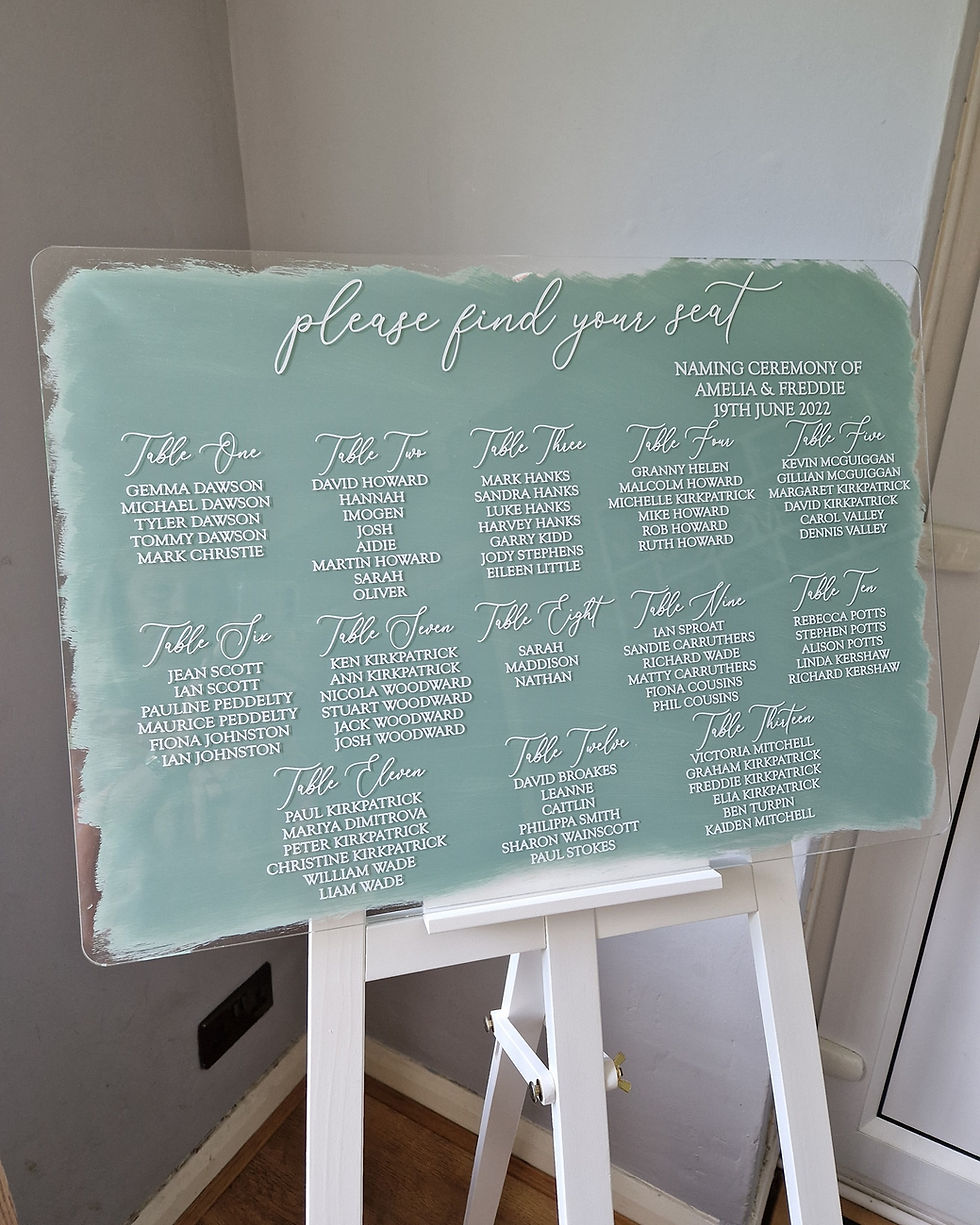 please find your seat
NAMING CEREMONY OF
AMELIA & FREDDIE
19TH JUNE 2022
Table One
GEMMA DAWSON
MICHAEL DAWSON
TYLER DAWSON
TOMMY DAWSON
MARK CHRISTIE
Table Two
DAVID HOWARD
HANNAH
IMOGEN
JOSH
AIDIE
MARTIN HOWARD
SARAH
OLIVER
Table Three
MARK HANKS
SANDRA HANKS
LUKE HANKS
HARVEY HANKS
GARRY KIDD
JODY STEPHENS
EILEEN LITTLE
Table Four
GRANNY HELEN
MALCOLM HOWARD
MICHELLE KIRKPATRICK
MIKE HOWARD
ROB HOWARD
RUTH HOWARD
Table Five
KEVIN MCGUIGGAN
GILLIAN MCGUIGGAN
MARGARET KIRKPATRICK
DAVID KIRKPATRICK
CAROL VALLEY
DENNIS VALLEY
Table Six
JEAN SCOTT
IAN SCOTT
PAULINE PEDDELTY
MAURICE PEDDELTY
FIONA JOHNSTON
IAN JOHNSTON
Table Seven
KEN KIRKPATRICK
ANN KIRKPATRICK
NICOLA WOODWARD
STUART WOODWARD
JACK WOODWARD
JOSH WOODWARD
Table Eight
SARAH
MADDISON
NATHAN
Table Nine
IAN SPROAT
SANDIE CARRUTHERS
RICHARD WADE
MATTY CARRUTHERS
FIONA COUSINS
PHIL COUSINS
Table Ten
REBECCA POTTS
STEPHEN POTTS
ALISON POTTS
LINDA KERSHAW
RICHARD KERSHAW
Table Eleven
PAUL KIRKPATRICK
MARIYA DIMITROVA
PETER KIRKPATRICK
CHRISTINE KIRKPATRICK
WILLIAM WADE
LIAM WADE
Table Twelve
DAVID BROAKES
LEANNE
CAITLIN
PHILIPPA SMITH
SHARON WAINSCOTT
PAUL STOKES
Table Thirteen
VICTORIA MITCHELL
GRAHAM KIRKPATRICK
FREDDIE KIRKPATRICK
ELIA KIRKPATRICK
BEN TURPIN
KAIDEN MITCHELL